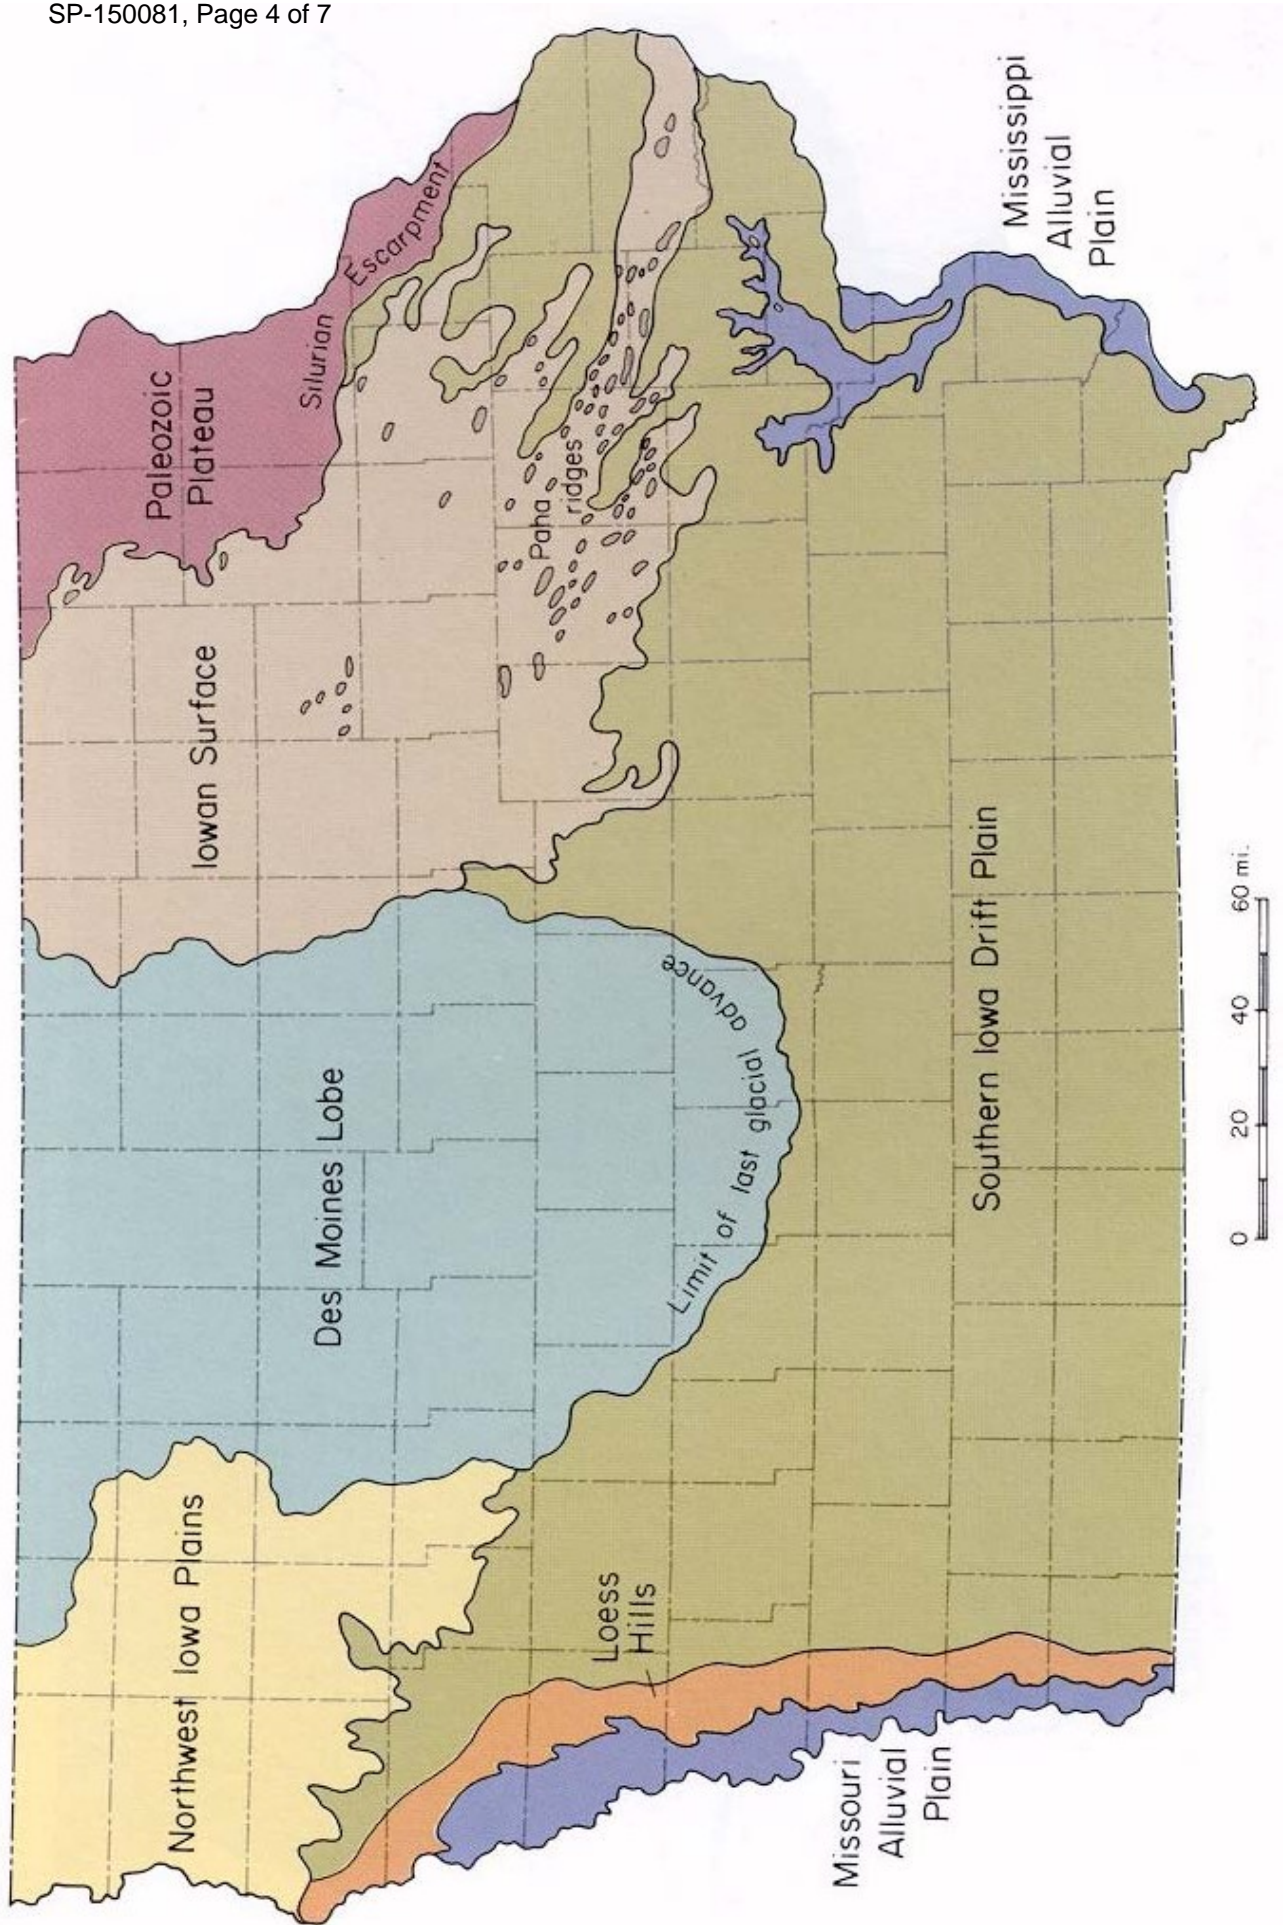 SP-150081, Page 4 of 7
Paleozoic
Plateau
Silurian Escarpment
Iowan Surface
Paha
ridges
Des Moines Lobe
Limit of last glacial advance
Northwest Iowa Plains
Loess
Hills
Southern Iowa Drift Plain
Mississippi
Alluvial
Plain
Missouri
Alluvial
Plain
0 20 40 60 mi.